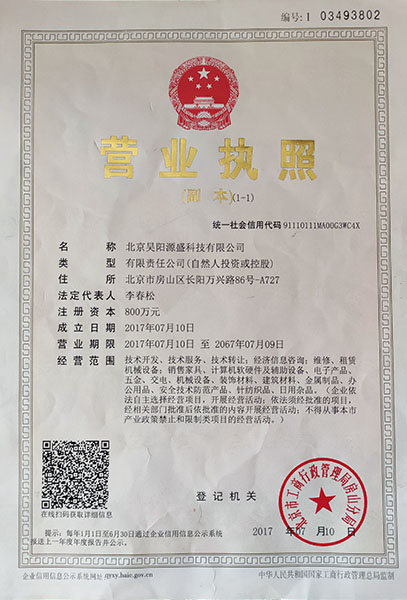 编号:1 03493802
营业执照
(副 本)(1-1)
统一社会信用代码 91110111MA00G3WC4X
名 称 北京昊阳源盛科技有限公司
类 型 有限责任公司(自然人投资或控股)
住 所 北京市房山区长阳万兴路86号-A727
法定代表人 李春松
注册资本 800万元
成立日期 2017年07月10日
营业期限 2017年07月10日 至 2067年07月09日
经营范围 技术开发、技术服务、技术转让；经济信息咨询；维修、租赁
机械设备；销售家具、计算机软硬件及辅助设备、电子产品、
五金、交电、机械设备、装饰材料、建筑材料、金属制品、办
公用品、安全技术防范产品、针纺织品、日用杂品。（企业依
法自主选择经营项目，开展经营活动；依法须经批准的项目，
经相关部门批准后依批准的内容开展经营活动；不得从事本市
产业政策禁止和限制类项目的经营活动。）
在线扫码获取详细信息
登记机关
北京市工商行政管理局房山分局
2017 年 07 月 10 日
提示：每年1月1日至6月30日通过企业信用信息公示系统
报送上一年度年度报告并公示。
企业信用信息公示系统网址:qyxy.baic.gov.cn
中华人民共和国国家工商行政管理总局监制